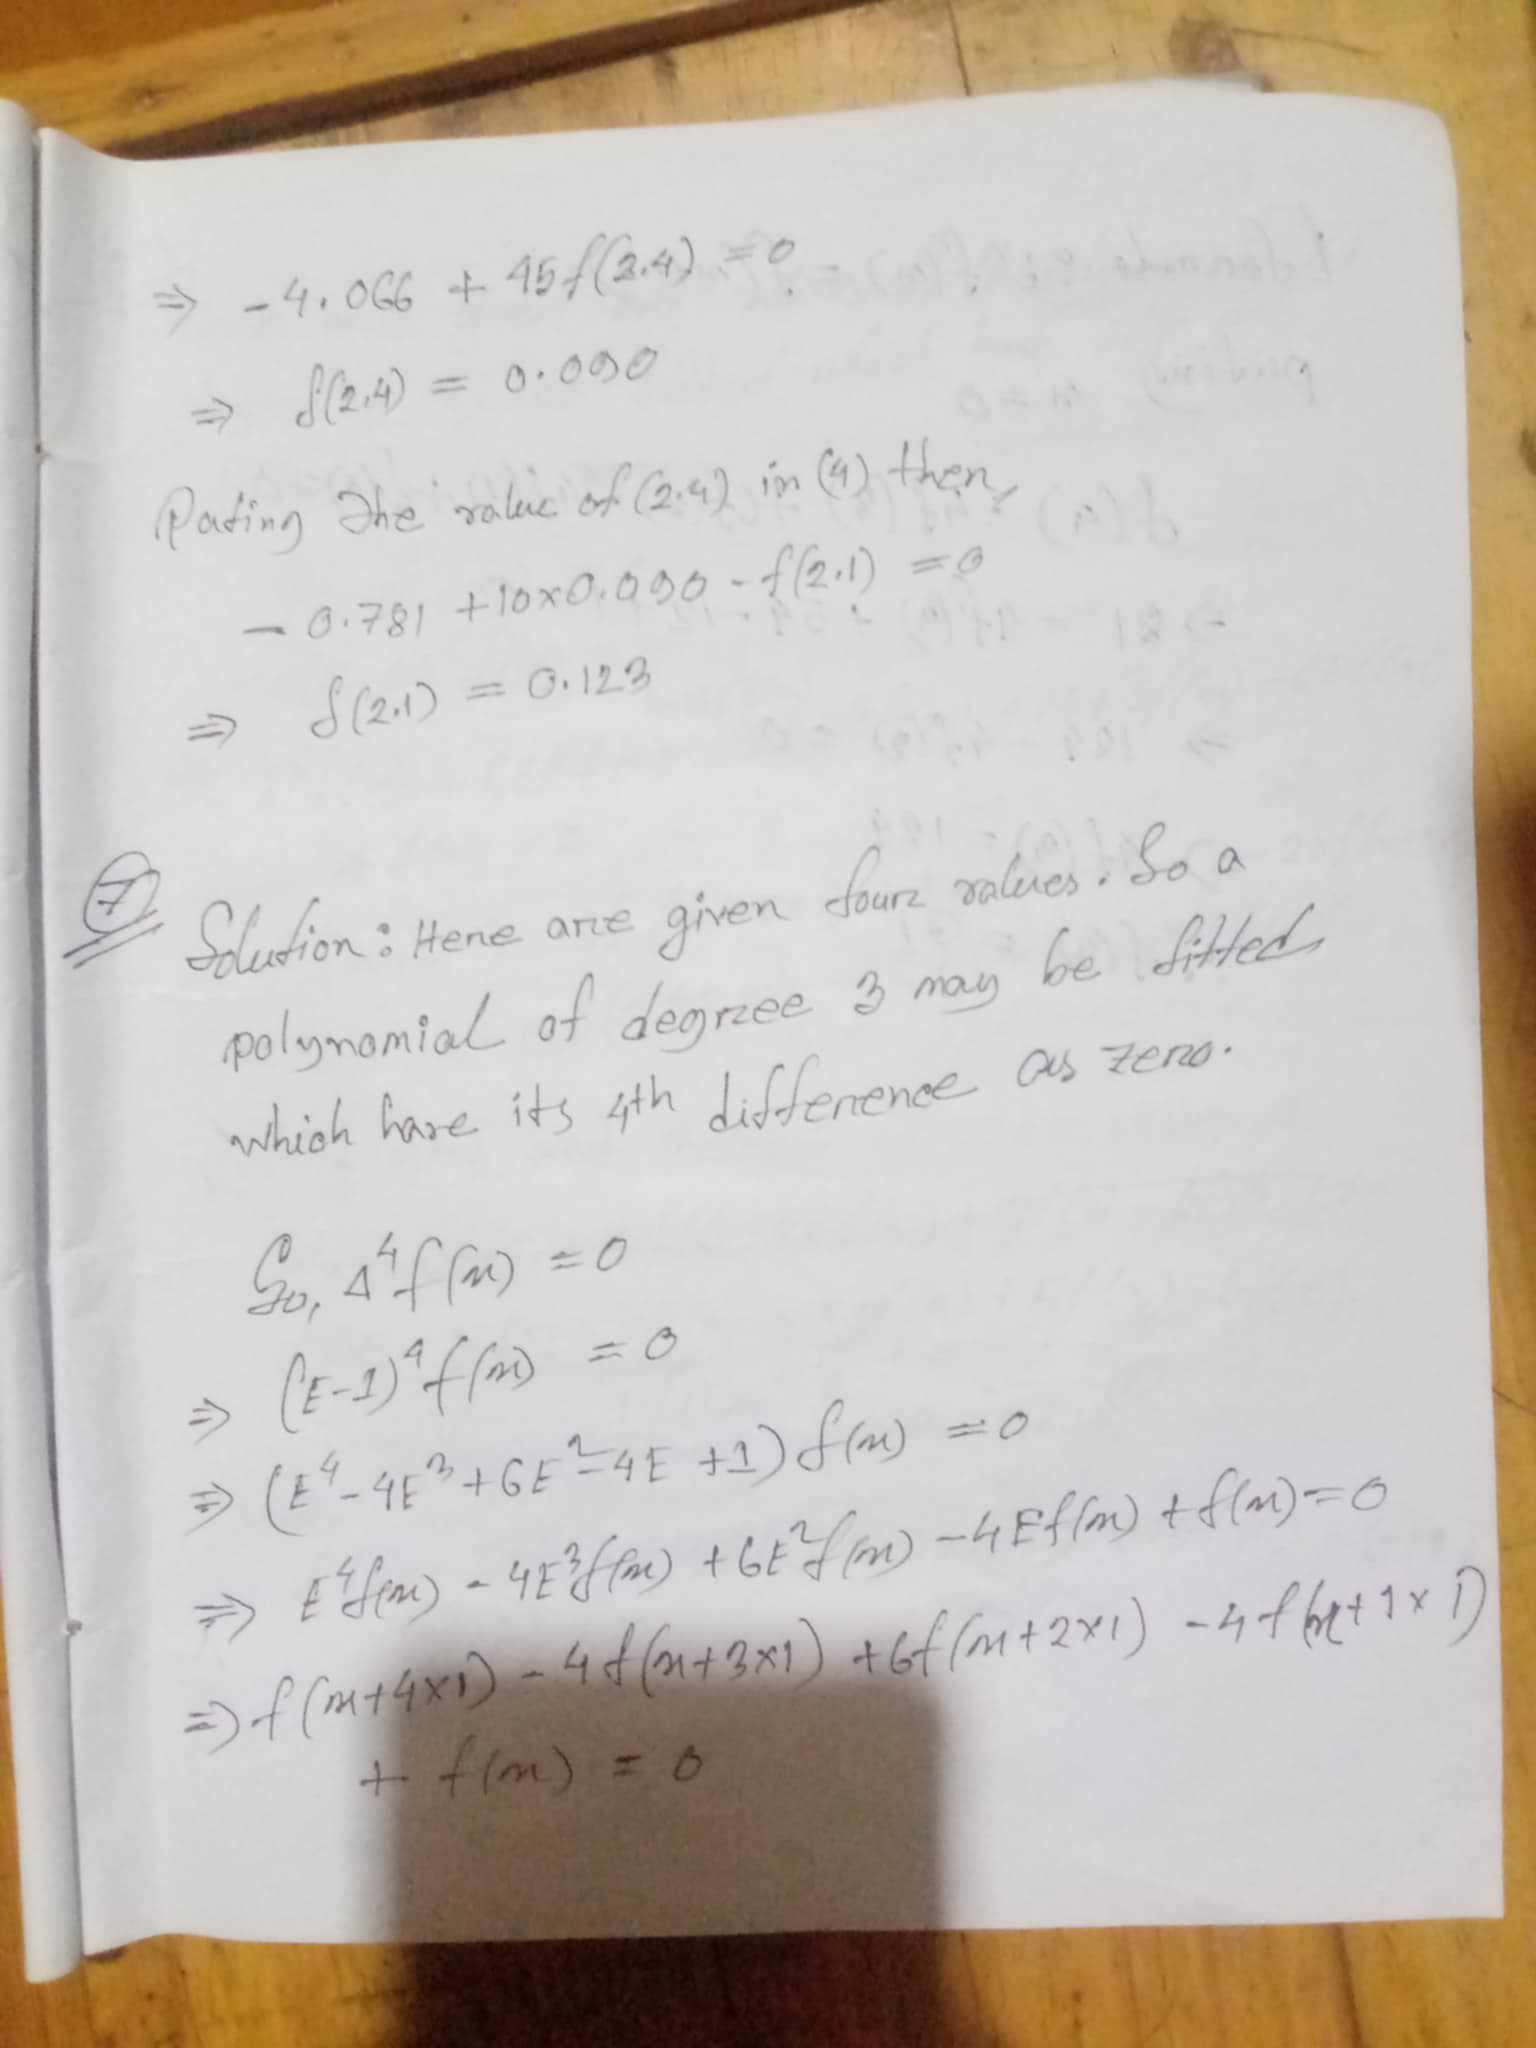 ⇒ -4.066 + 45f(2.4) = 0
⇒ f(2.4) = 0.090
Pating The value of (2.4) in (4) then,
- 0.781 + 10×0.090 - f(2.1) = 0
⇒ f(2.1) = 0.123
7
Solution: Here are given four values. So a
polynomial of degree 3 may be fitted
which have its 4th difference as zero.
So, Δ⁴f(x) = 0
⇒ (E-1)⁴f(x) = 0
⇒ (E⁴-4E³+6E²-4E+1)f(x) = 0
⇒ E⁴f(x) - 4E³f(x) + 6E²f(x) - 4Ef(x) + f(x) = 0
⇒ f(x+4×1) - 4f(x+3×1) + 6f(x+2×1) - 4f(x+1×1)
+ f(x) = 0